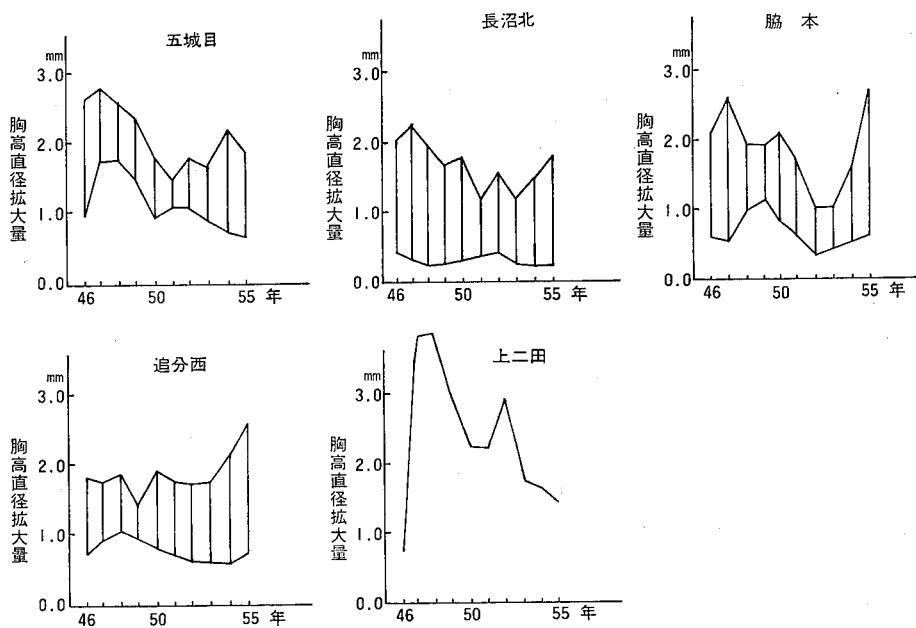 五城目
mm
3.0
2.0
1.0
0.0
胸高直径拡大量
46 50 55 年
長沼北
mm
3.0
2.0
1.0
0.0
胸高直径拡大量
46 50 55 年
脇 本
mm
3.0
2.0
1.0
0.0
胸高直径拡大量
46 50 55 年
追分西
mm
3.0
2.0
1.0
0.0
胸高直径拡大量
46 50 55 年
上二田
mm
3.0
2.0
1.0
0.0
胸高直径拡大量
46 50 55 年